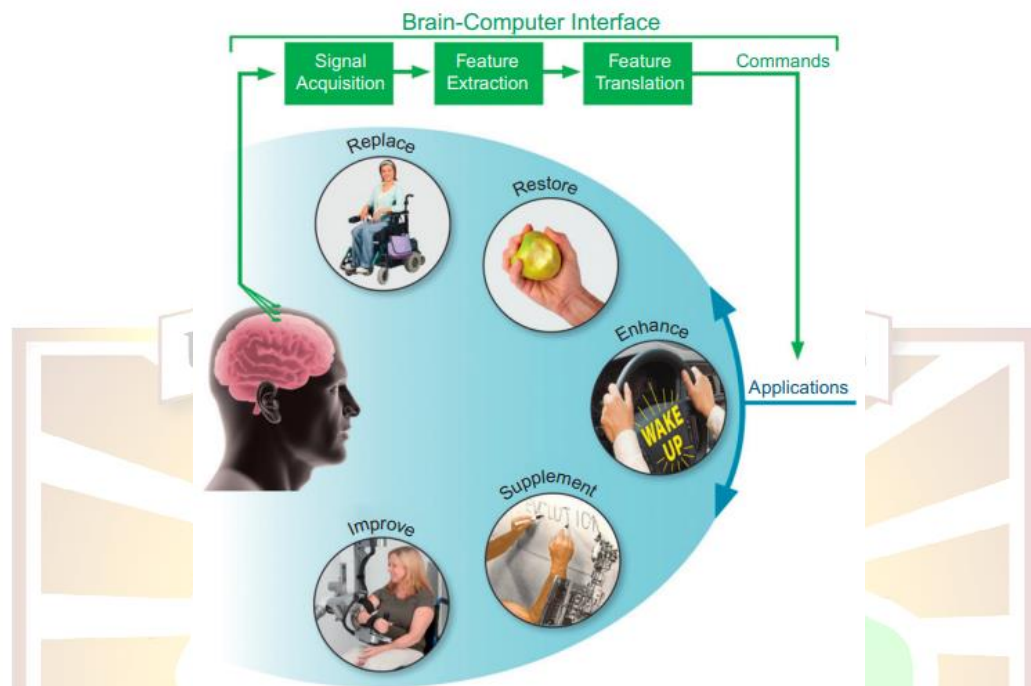 Brain-Computer Interface
Signal
Acquisition
Feature
Extraction
Feature
Translation
Commands
Replace
Restore
Enhance
WAKE
UP
Applications
Supplement
Improve